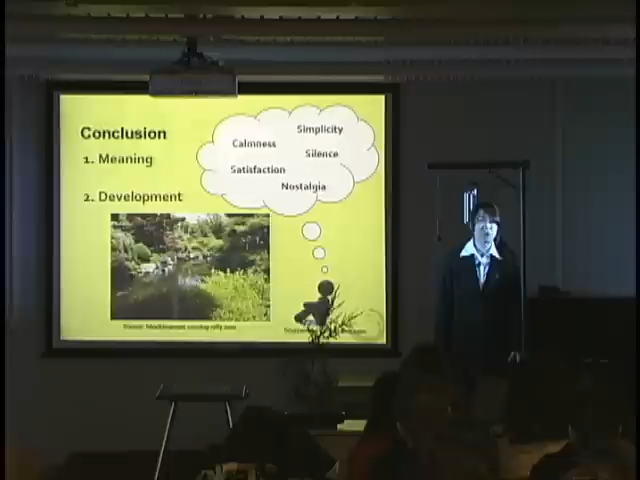 Conclusion
1. Meaning
2. Development
Simplicity
Calmness
Silence
Satisfaction
Nostalgia